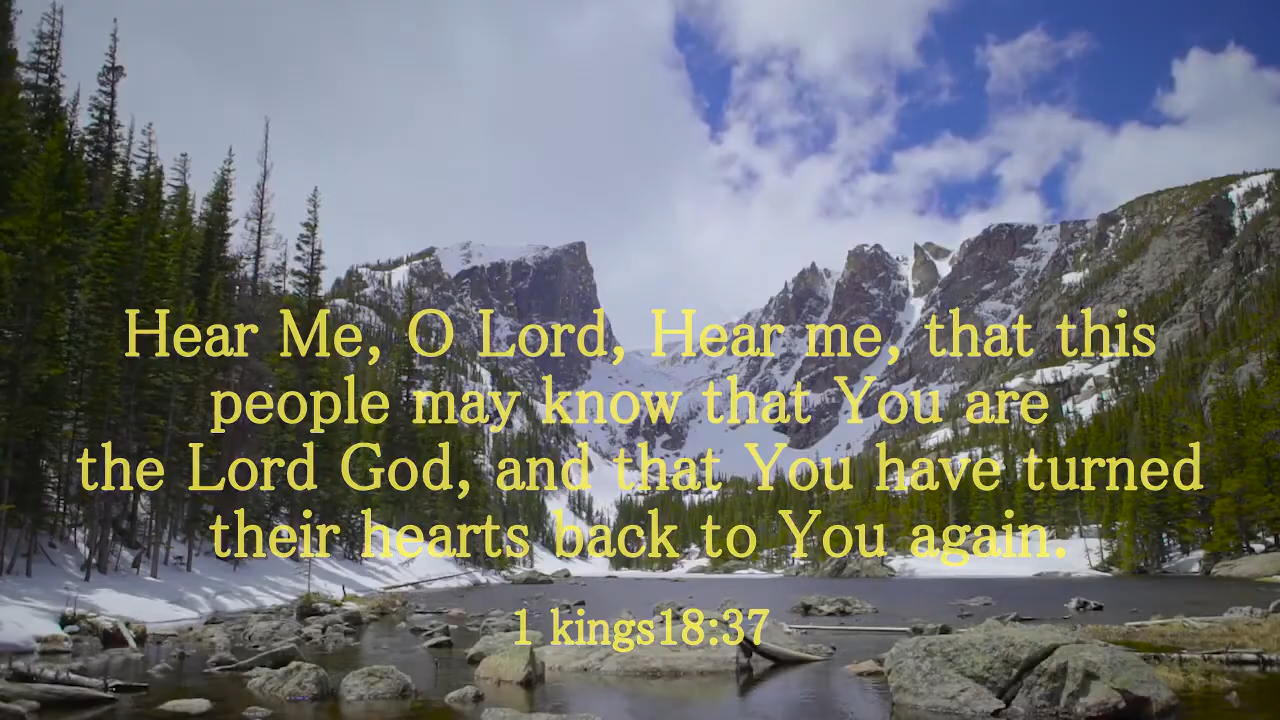 Hear Me, O Lord, Hear me, that this
people may know that You are
the Lord God, and that You have turned
their hearts back to You again.
1 kings18:37